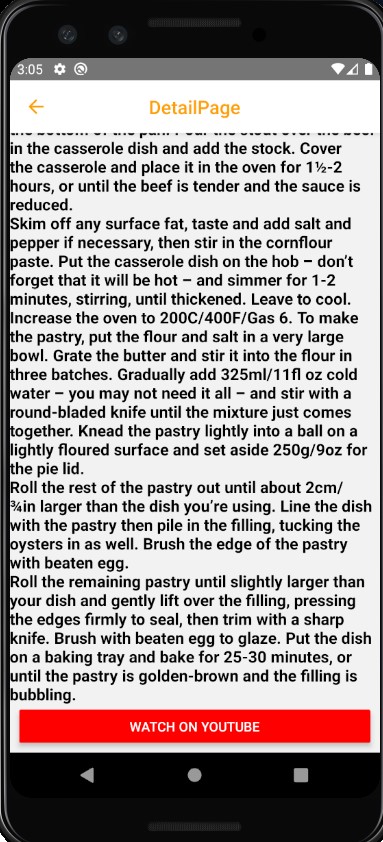 3:05
DetailPage
the bottom of the pan. Pour the stout over the beef
in the casserole dish and add the stock. Cover
the casserole and place it in the oven for 1½-2
hours, or until the beef is tender and the sauce is
reduced.
Skim off any surface fat, taste and add salt and
pepper if necessary, then stir in the cornflour
paste. Put the casserole dish on the hob – don’t
forget that it will be hot – and simmer for 1-2
minutes, stirring, until thickened. Leave to cool.
Increase the oven to 200C/400F/Gas 6. To make
the pastry, put the flour and salt in a very large
bowl. Grate the butter and stir it into the flour in
three batches. Gradually add 325ml/11fl oz cold
water – you may not need it all – and stir with a
round-bladed knife until the mixture just comes
together. Knead the pastry lightly into a ball on a
lightly floured surface and set aside 250g/9oz for
the pie lid.
Roll the rest of the pastry out until about 2cm/
¾in larger than the dish you’re using. Line the dish
with the pastry then pile in the filling, tucking the
oysters in as well. Brush the edge of the pastry
with beaten egg.
Roll the remaining pastry until slightly larger than
your dish and gently lift over the filling, pressing
the edges firmly to seal, then trim with a sharp
knife. Brush with beaten egg to glaze. Put the dish
on a baking tray and bake for 25-30 minutes, or
until the pastry is golden-brown and the filling is
bubbling.
WATCH ON YOUTUBE